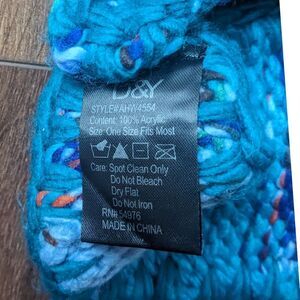 D&Y
STYLE#AHW4554
Content: 100% Acrylic
Size: One Size Fits Most
Care: Spot Clean Only
Do Not Bleach
Dry Flat
Do Not Iron
RN# 54976
MADE IN CHINA